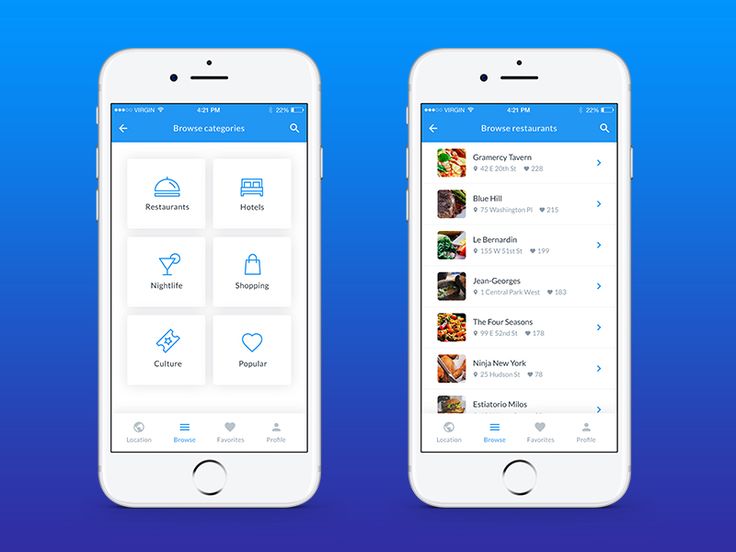 VIRGIN 4:21 PM 22%
Browse categories
Restaurants Hotels
Nightlife Shopping
Culture Popular
Location Browse Favorites Profile
VIRGIN 4:21 PM 22%
Browse restaurants
Gramercy Tavern
42 E 20th St 228
Blue Hill
75 Washington Pl 215
Le Bernardin
155 W 51st St 199
Jean-Georges
1 Central Park West 183
The Four Seasons
99 E 52nd St 178
Ninja New York
25 Hudson St 78
Estiatorio Milos
Location Browse Favorites Profile